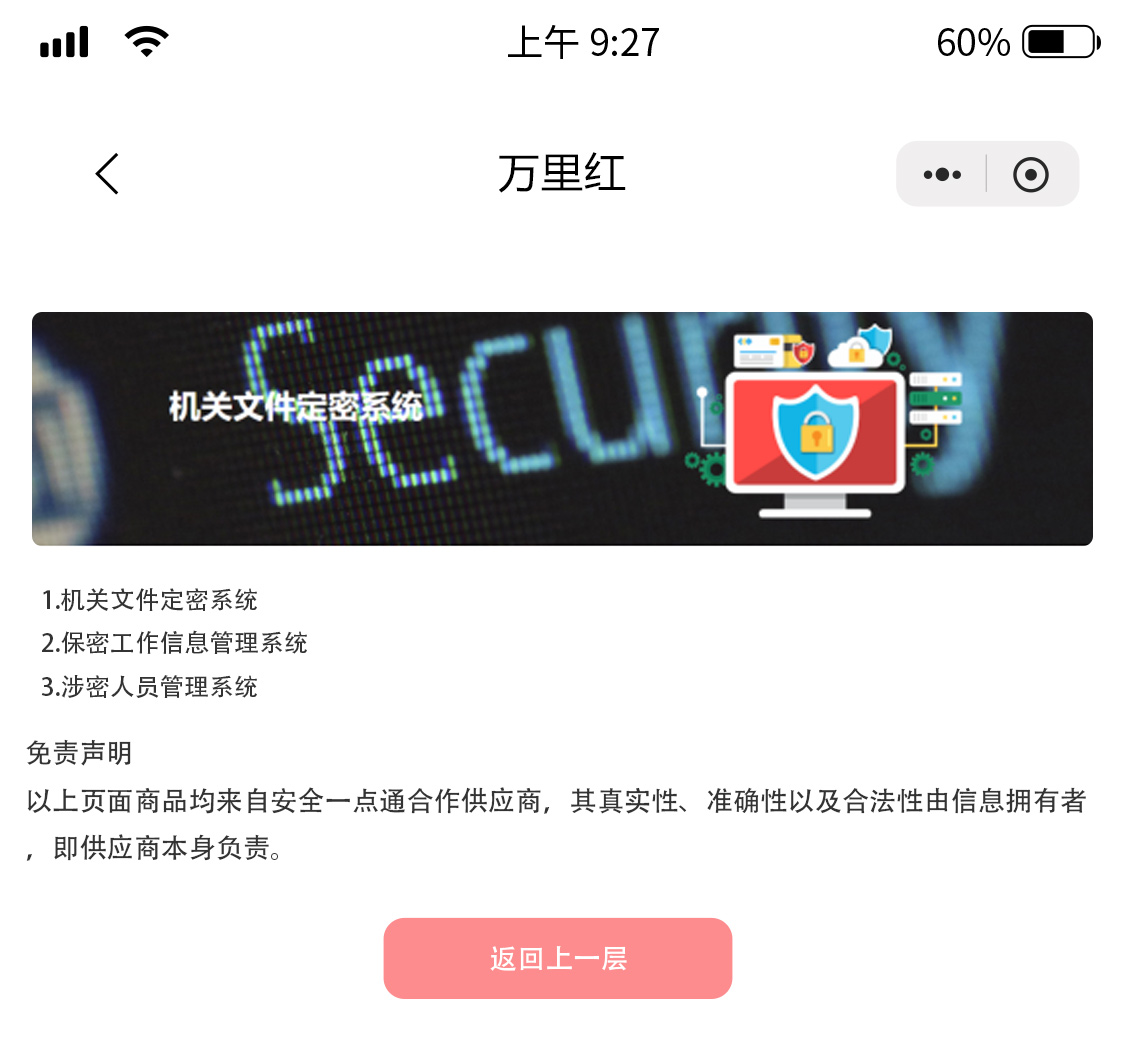 上午 9:27
60%
万里红
Security
机关文件定密系统
1.机关文件定密系统
2.保密工作信息管理系统
3.涉密人员管理系统
免责声明
以上页面商品均来自安全一点通合作供应商，其真实性、准确性以及合法性由信息拥有者
，即供应商本身负责。
返回上一层